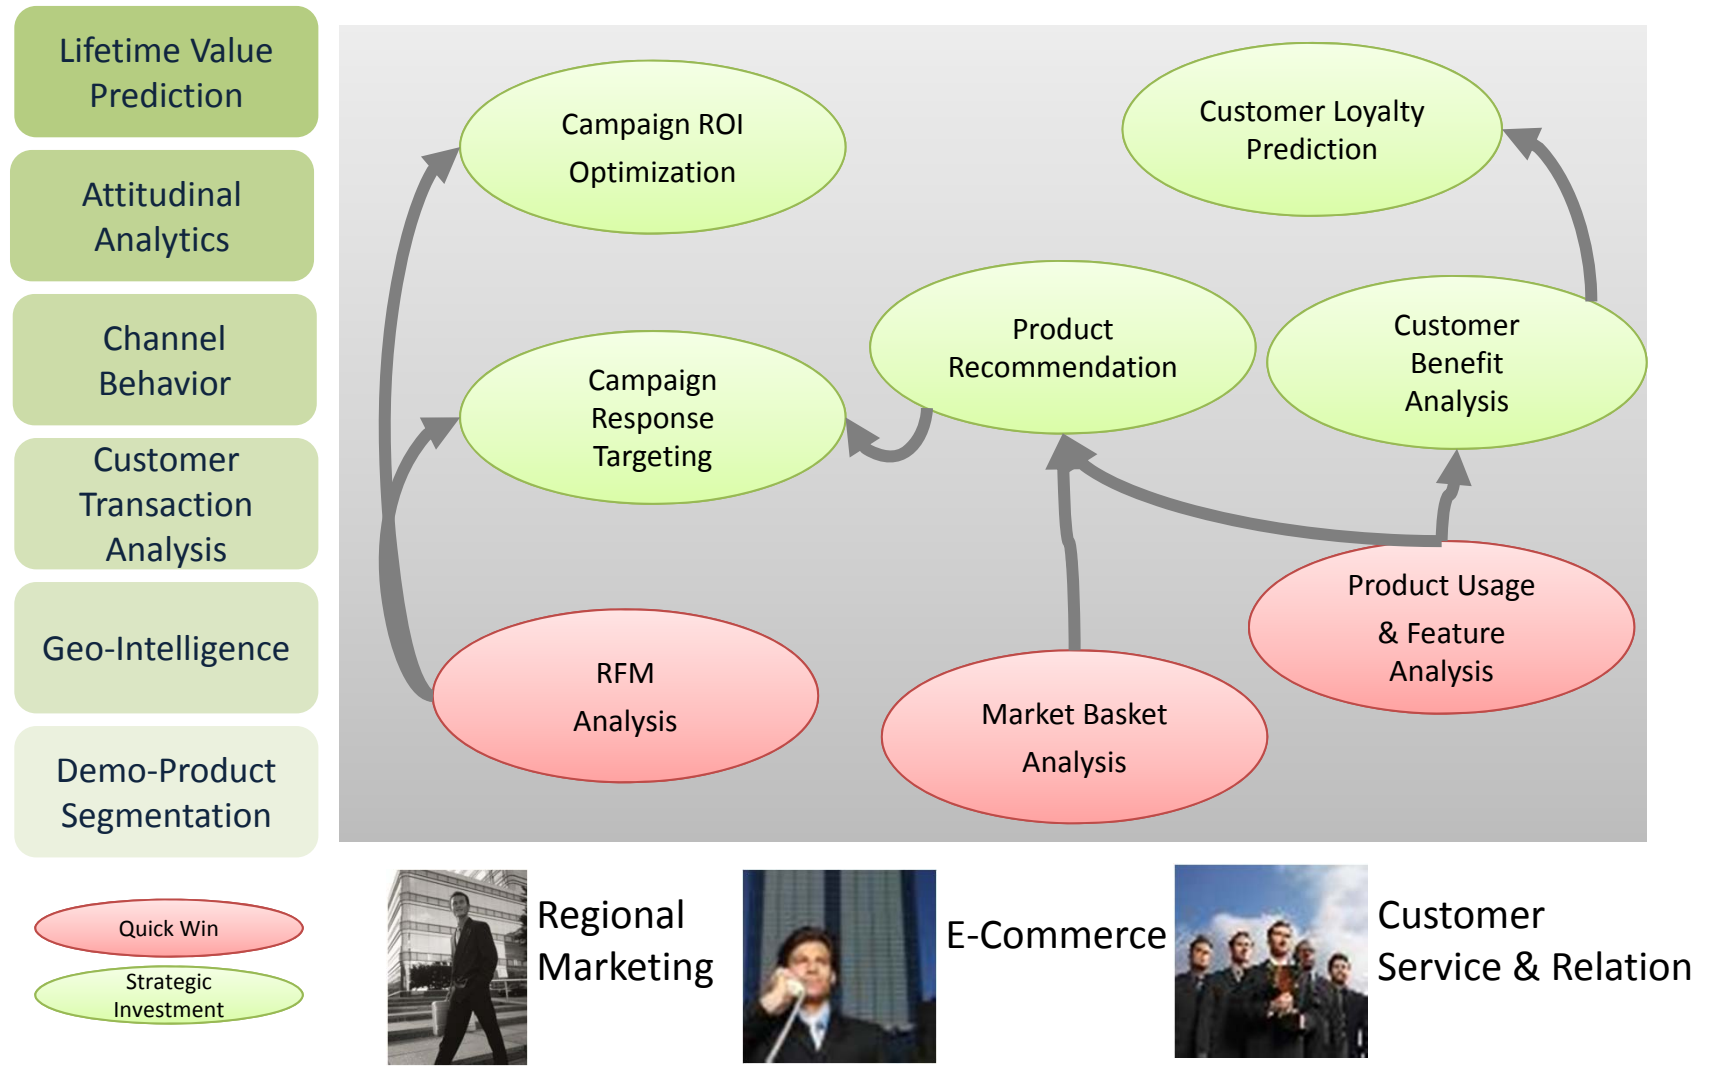 Lifetime Value
Prediction
Attitudinal
Analytics
Channel
Behavior
Customer
Transaction
Analysis
Geo-Intelligence
Demo-Product
Segmentation
Quick Win
Strategic
Investment
Campaign ROI
Optimization
Customer Loyalty
Prediction
Product
Recommendation
Customer
Benefit
Analysis
Campaign
Response
Targeting
Product Usage
& Feature
Analysis
RFM
Analysis
Market Basket
Analysis
Regional
Marketing
E-Commerce
Customer
Service & Relation